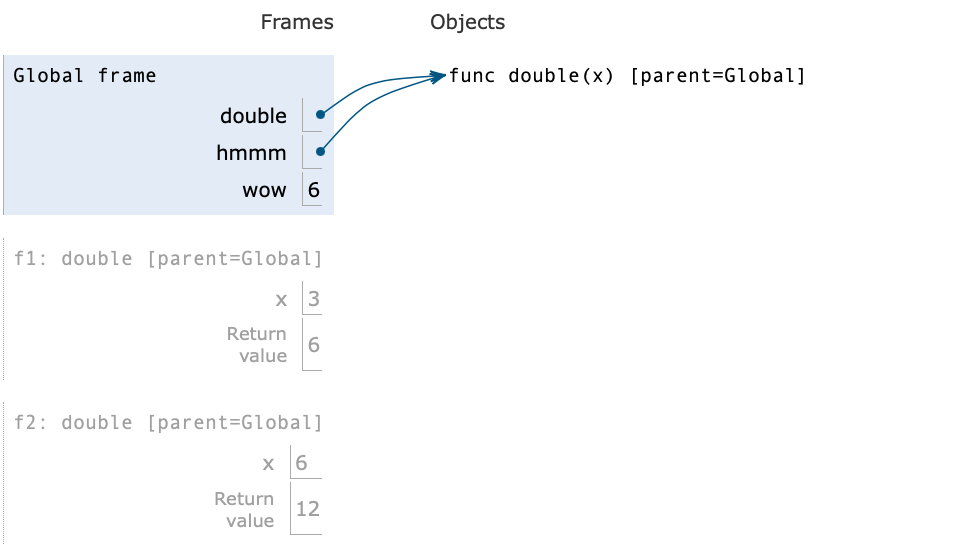 Frames Objects
Global frame
func double(x) [parent=Global]
double
hmmm
wow 6
f1: double [parent=Global]
x 3
Return
value 6
f2: double [parent=Global]
x 6
Return
value 12